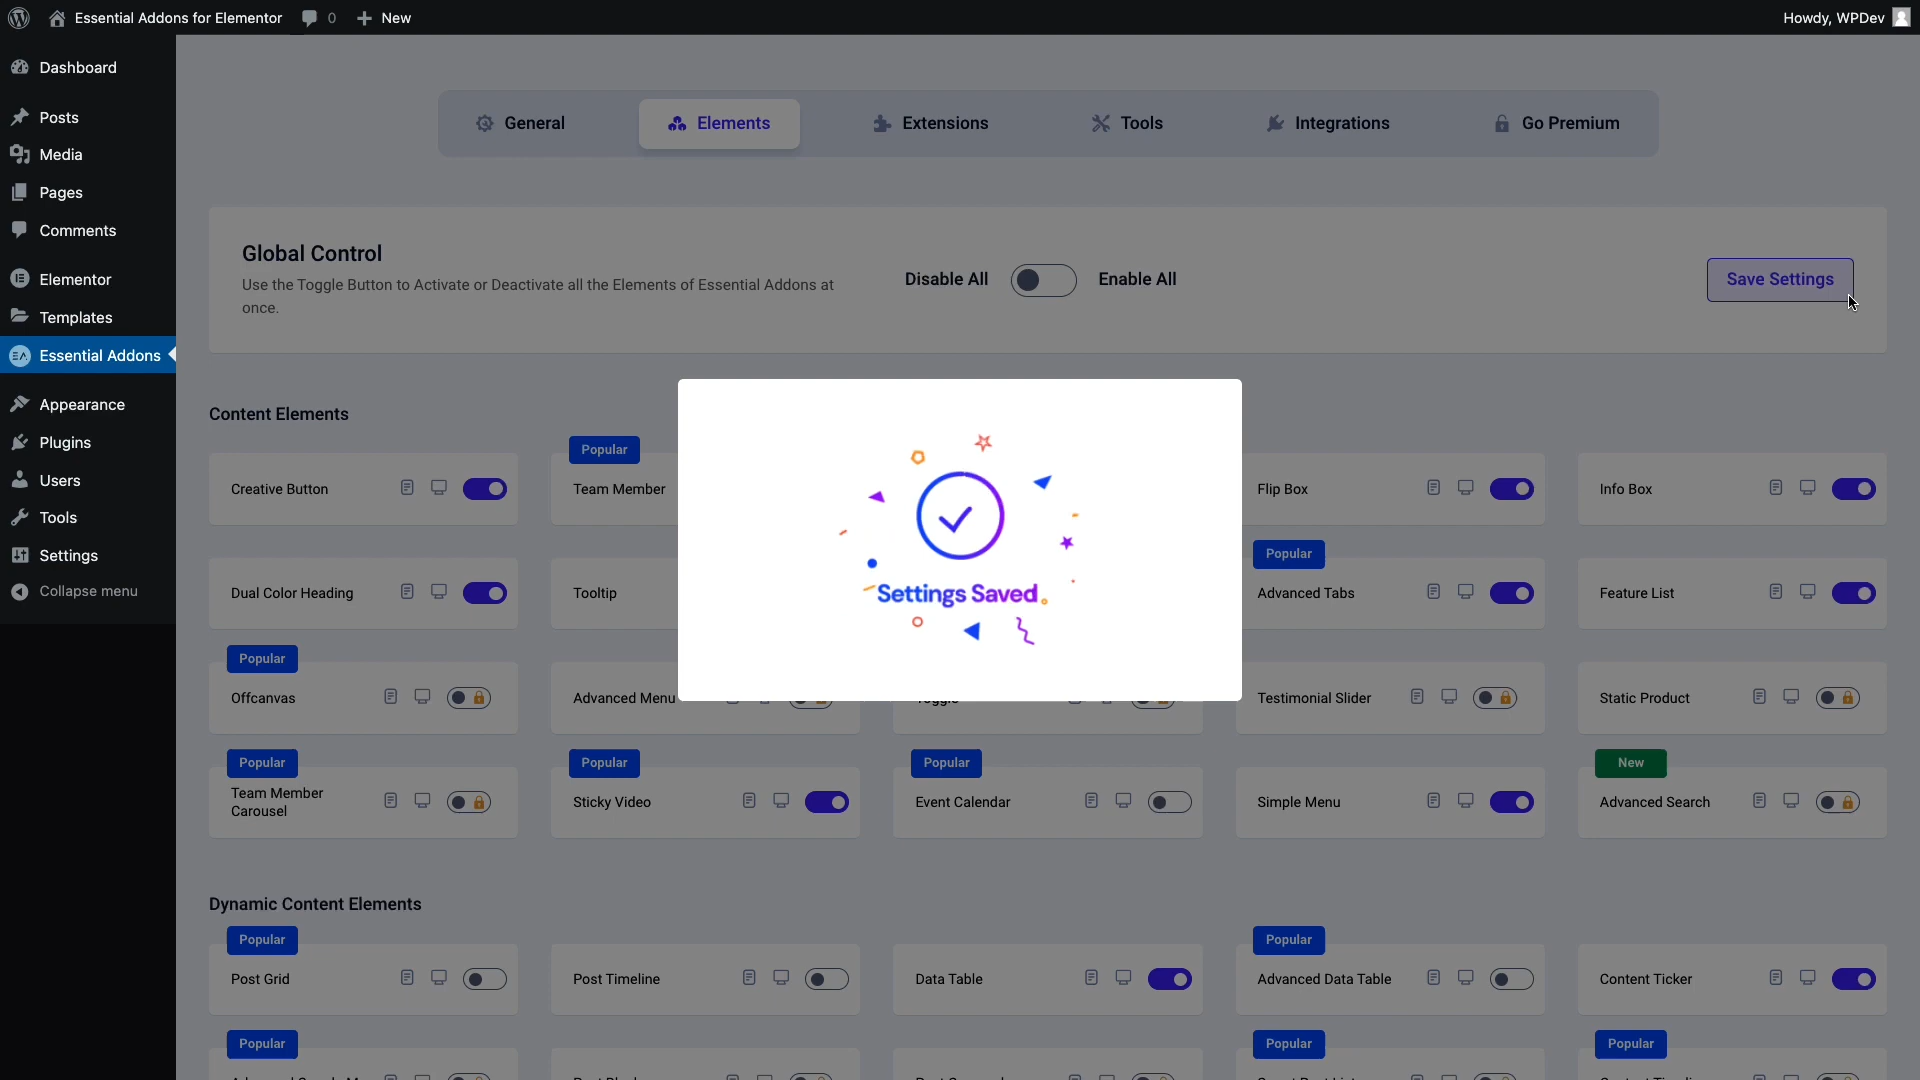 Essential Addons for Elementor
0
New
Howdy, WPDev
Dashboard
Posts
Media
Pages
Comments
Elementor
Templates
Essential Addons
Appearance
Plugins
Users
Tools
Settings
Collapse menu
General
Elements
Extensions
Tools
Integrations
Go Premium
Global Control
Use the Toggle Button to Activate or Deactivate all the Elements of Essential Addons at
once.
Disable All
Enable All
Save Settings
Content Elements
Popular
Creative Button
Team Member
Flip Box
Info Box
Popular
Dual Color Heading
Tooltip
Advanced Tabs
Feature List
Settings Saved
Popular
Offcanvas
Advanced Menu
Toggle
Testimonial Slider
Static Product
Popular
Popular
Popular
New
Team Member
Carousel
Sticky Video
Event Calendar
Simple Menu
Advanced Search
Dynamic Content Elements
Popular
Popular
Post Grid
Post Timeline
Data Table
Advanced Data Table
Content Ticker
Popular
Popular
Popular